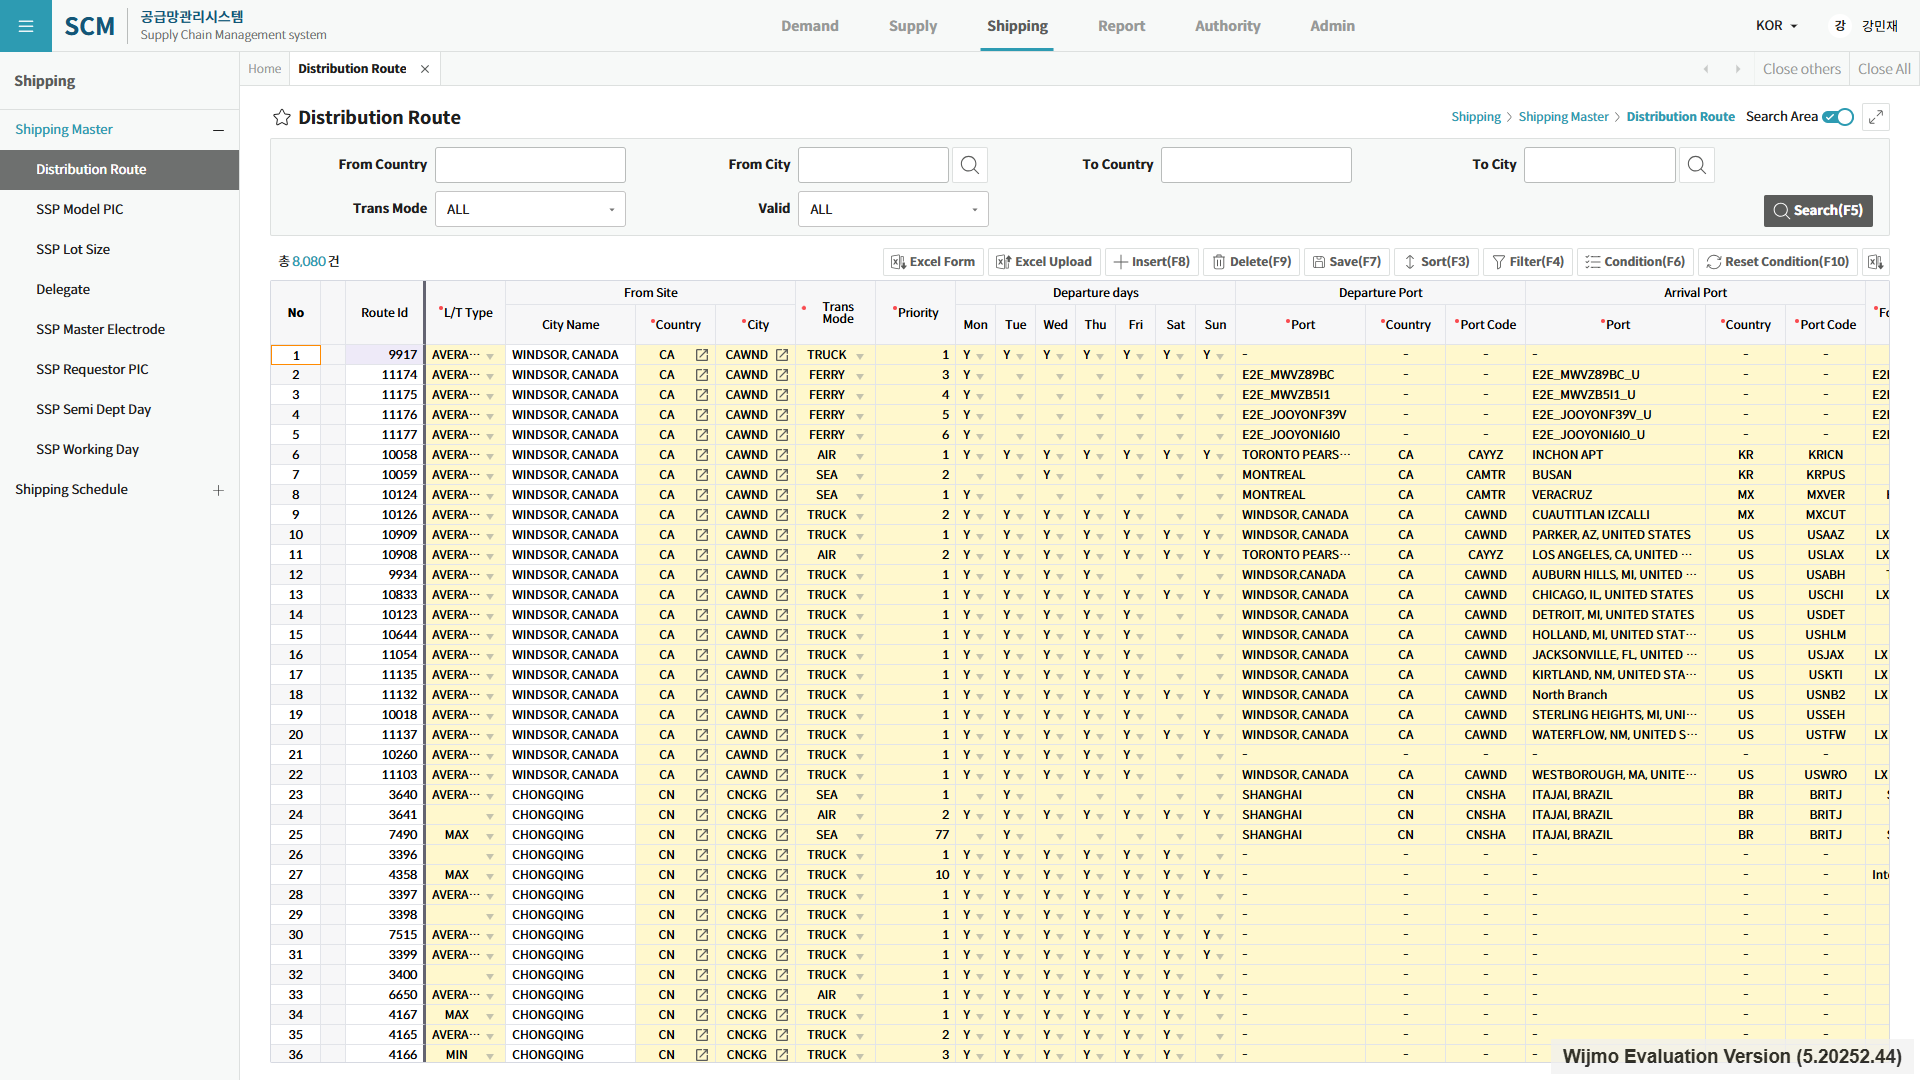 SCM 공급망관리시스템 Supply Chain Management system
Demand Supply Shipping Report Authority Admin
KOR 강 강민재
Shipping
Home Distribution Route Close others Close All
Shipping Master
Distribution Route
SSP Model PIC
SSP Lot Size
Delegate
SSP Master Electrode
SSP Requestor PIC
SSP Semi Dept Day
SSP Working Day
Shipping Schedule
Distribution Route
Shipping > Shipping Master > Distribution Route Search Area
From Country From City To Country To City
Trans Mode ALL Valid ALL Search(F5)
총 8,080 건
Excel Form Excel Upload Insert(F8) Delete(F9) Save(F7) Sort(F3) Filter(F4) Condition(F6) Reset Condition(F10)
No Route Id *L/T Type From Site * Trans Mode *Priority Departure days Departure Port Arrival Port
City Name *Country *City Mon Tue Wed Thu Fri Sat Sun *Port *Country *Port Code *Port *Country *Port Code
1 9917 AVERA··· WINDSOR, CANADA CA CAWND TRUCK 1 Y Y Y Y Y Y Y - - - - - -
2 11174 AVERA··· WINDSOR, CANADA CA CAWND FERRY 3 Y E2E_MWVZ89BC - - E2E_MWVZ89BC_U - - E2E
3 11175 AVERA··· WINDSOR, CANADA CA CAWND FERRY 4 Y E2E_MWVZB5I1 - - E2E_MWVZB5I1_U - - E2E
4 11176 AVERA··· WINDSOR, CANADA CA CAWND FERRY 5 Y E2E_JOOYONF39V - - E2E_JOOYONF39V_U - - E2E
5 11177 AVERA··· WINDSOR, CANADA CA CAWND FERRY 6 Y E2E_JOOYONI6I0 - - E2E_JOOYONI6I0_U - - E2E
6 10058 AVERA··· WINDSOR, CANADA CA CAWND AIR 1 Y Y Y Y Y Y Y TORONTO PEARS··· CA CAYYZ INCHON APT KR KRICN
7 10059 AVERA··· WINDSOR, CANADA CA CAWND SEA 2 Y MONTREAL CA CAMTR BUSAN KR KRPUS
8 10124 AVERA··· WINDSOR, CANADA CA CAWND SEA 1 Y MONTREAL CA CAMTR VERACRUZ MX MXVER
9 10126 AVERA··· WINDSOR, CANADA CA CAWND TRUCK 2 Y Y Y Y Y WINDSOR, CANADA CA CAWND CUAUTITLAN IZCALLI MX MXCUT
10 10909 AVERA··· WINDSOR, CANADA CA CAWND TRUCK 1 Y Y Y Y Y Y Y WINDSOR, CANADA CA CAWND PARKER, AZ, UNITED STATES US USAAZ LX
11 10908 AVERA··· WINDSOR, CANADA CA CAWND AIR 2 Y Y Y Y Y Y Y TORONTO PEARS··· CA CAYYZ LOS ANGELES, CA, UNITED ··· US USLAX LX
12 9934 AVERA··· WINDSOR, CANADA CA CAWND TRUCK 1 Y Y Y Y WINDSOR,CANADA CA CAWND AUBURN HILLS, MI, UNITED ··· US USABH
13 10833 AVERA··· WINDSOR, CANADA CA CAWND TRUCK 1 Y Y Y Y Y Y Y WINDSOR, CANADA CA CAWND CHICAGO, IL, UNITED STATES US USCHI LX
14 10123 AVERA··· WINDSOR, CANADA CA CAWND TRUCK 1 Y Y Y Y Y WINDSOR, CANADA CA CAWND DETROIT, MI, UNITED STATES US USDET
15 10644 AVERA··· WINDSOR, CANADA CA CAWND TRUCK 1 Y Y Y Y Y WINDSOR, CANADA CA CAWND HOLLAND, MI, UNITED STAT··· US USHLM
16 11054 AVERA··· WINDSOR, CANADA CA CAWND TRUCK 1 Y Y Y Y Y WINDSOR, CANADA CA CAWND JACKSONVILLE, FL, UNITED ··· US USJAX LX
17 11135 AVERA··· WINDSOR, CANADA CA CAWND TRUCK 1 Y Y Y Y Y WINDSOR, CANADA CA CAWND KIRTLAND, NM, UNITED STA··· US USKTI LX
18 11132 AVERA··· WINDSOR, CANADA CA CAWND TRUCK 1 Y Y Y Y Y Y Y WINDSOR, CANADA CA CAWND North Branch US USNB2 LX
19 10018 AVERA··· WINDSOR, CANADA CA CAWND TRUCK 1 Y Y Y Y Y WINDSOR, CANADA CA CAWND STERLING HEIGHTS, MI, UNI··· US USSEH
20 11137 AVERA··· WINDSOR, CANADA CA CAWND TRUCK 1 Y Y Y Y Y Y Y WINDSOR, CANADA CA CAWND WATERFLOW, NM, UNITED S··· US USTFW LX
21 10260 AVERA··· WINDSOR, CANADA CA CAWND TRUCK 1 Y Y Y Y Y - - - - - -
22 11103 AVERA··· WINDSOR, CANADA CA CAWND TRUCK 1 Y Y Y Y Y WINDSOR, CANADA CA CAWND WESTBOROUGH, MA, UNITE··· US USWRO LX
23 3640 AVERA··· CHONGQING CN CNCKG SEA 1 Y SHANGHAI CN CNSHA ITAJAI, BRAZIL BR BRITJ
24 3641 CHONGQING CN CNCKG AIR 2 Y Y Y Y Y Y Y SHANGHAI CN CNSHA ITAJAI, BRAZIL BR BRITJ
25 7490 MAX CHONGQING CN CNCKG SEA 77 Y SHANGHAI CN CNSHA ITAJAI, BRAZIL BR BRITJ
26 3396 CHONGQING CN CNCKG TRUCK 1 Y Y Y Y Y Y - - - - - -
27 4358 MAX CHONGQING CN CNCKG TRUCK 10 Y Y Y Y Y Y Y - - - - - - Inte
28 3397 AVERA··· CHONGQING CN CNCKG TRUCK 1 Y Y Y Y Y Y - - - - - -
29 3398 CHONGQING CN CNCKG TRUCK 1 Y Y Y Y Y Y - - - - - -
30 7515 AVERA··· CHONGQING CN CNCKG TRUCK 1 Y Y Y Y Y Y Y - - - - - -
31 3399 AVERA··· CHONGQING CN CNCKG TRUCK 1 Y Y Y Y Y Y Y - - - - - -
32 3400 CHONGQING CN CNCKG TRUCK 1 Y Y Y Y Y Y - - - - - -
33 6650 AVERA··· CHONGQING CN CNCKG AIR 1 Y Y Y Y Y Y Y - - - - - -
34 4167 MAX CHONGQING CN CNCKG TRUCK 1 Y Y Y Y Y Y - - - - - -
35 4165 AVERA··· CHONGQING CN CNCKG TRUCK 2 Y Y Y Y Y Y - - - - - -
36 4166 MIN CHONGQING CN CNCKG TRUCK 3 Y Y Y Y Y Y - - - -
Wijmo Evaluation Version (5.20252.44)